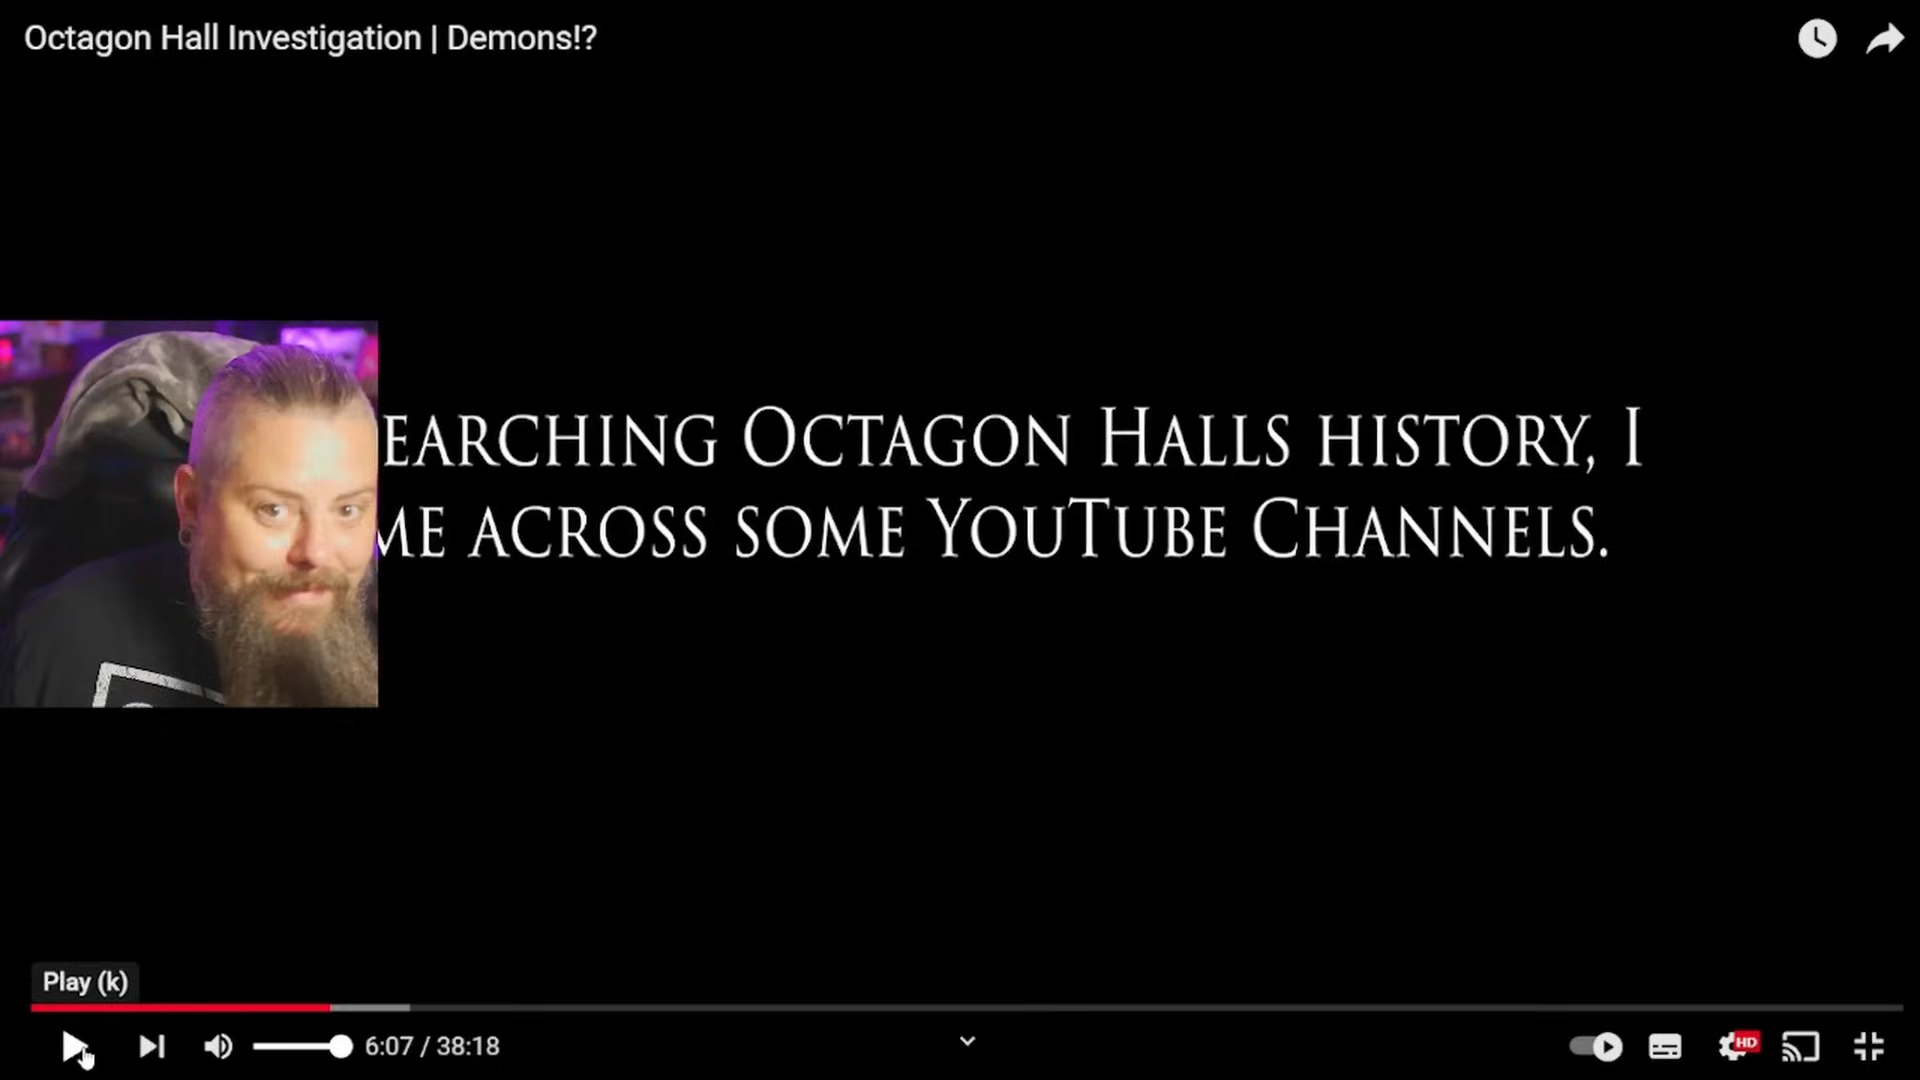 Octagon Hall Investigation | Demons!?
EARCHING OCTAGON HALLS HISTORY, I
ME ACROSS SOME YOUTUBE CHANNELS.
Play (k)
6:07 / 38:18
HD